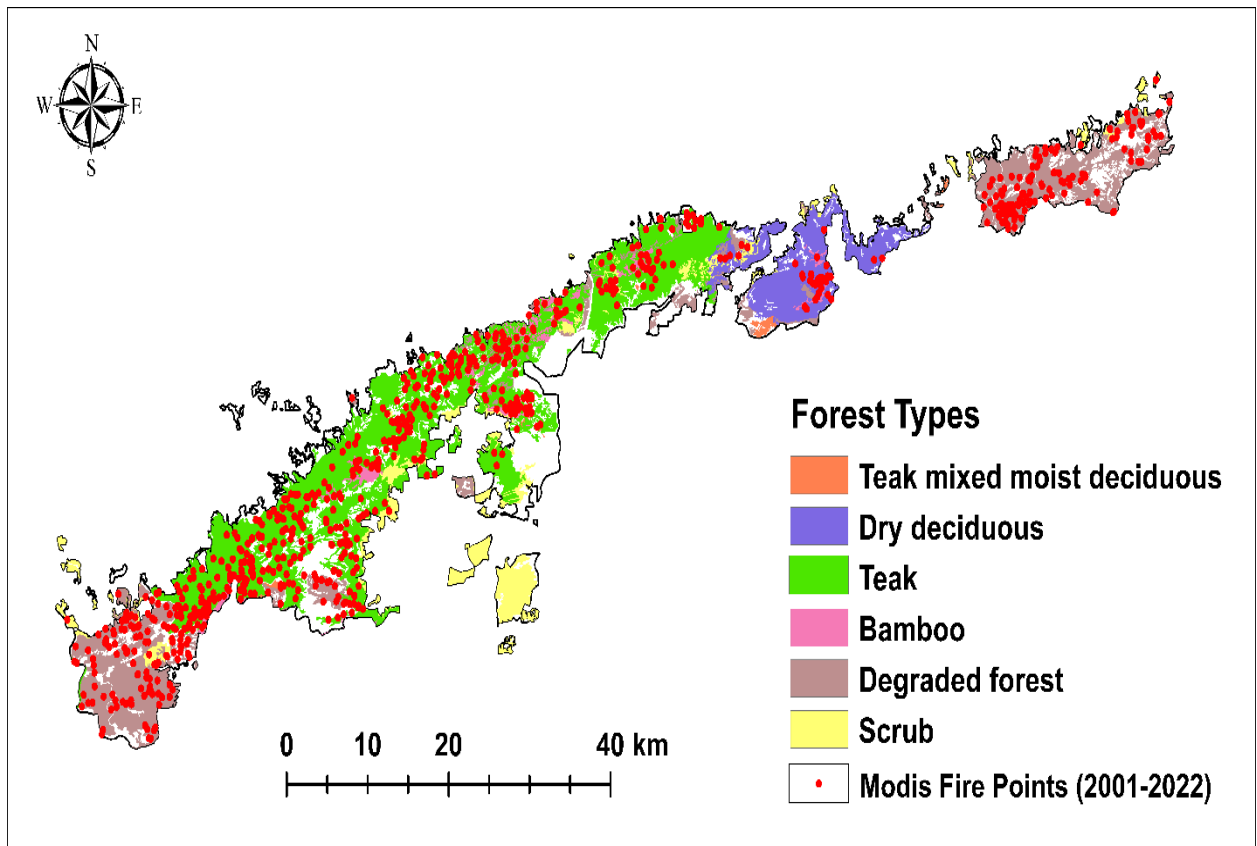 N
W E
S
Forest Types
Teak mixed moist deciduous
Dry deciduous
Teak
Bamboo
Degraded forest
Scrub
Modis Fire Points (2001-2022)
0 10 20 40 km